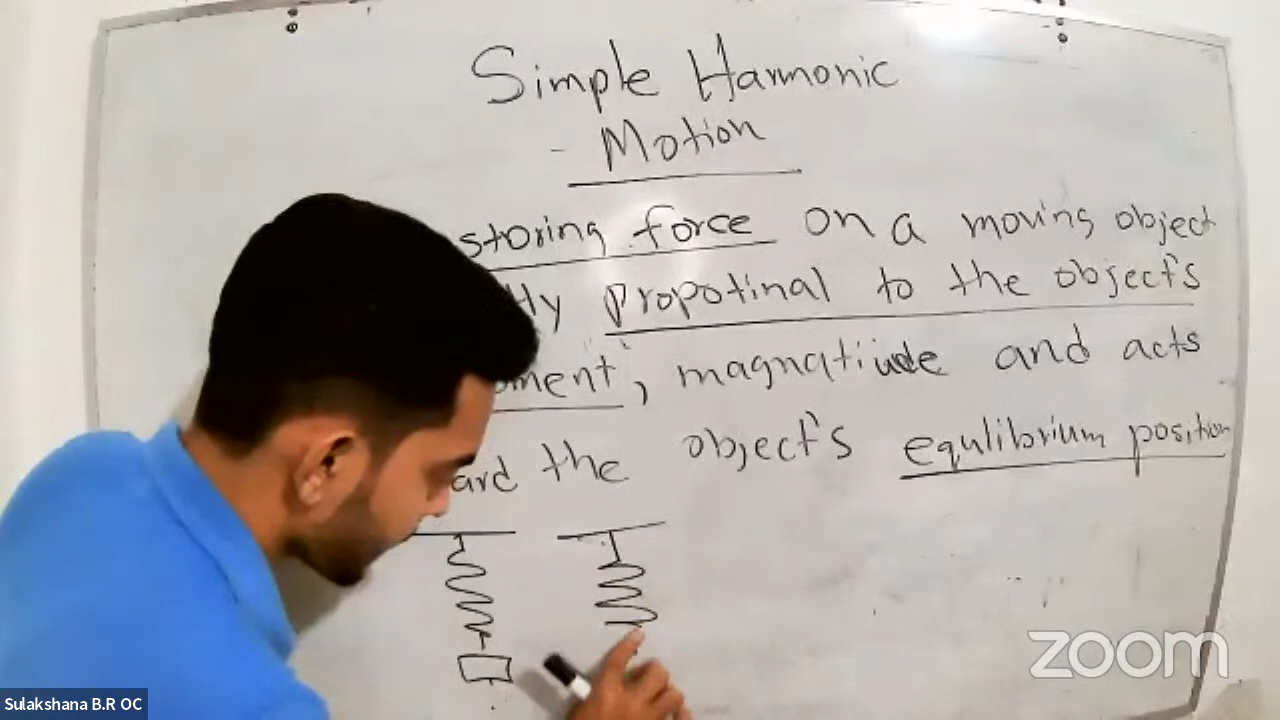 Simple Harmonic
- Motion
storing force on a moving object
tly propotinal to the object's
ment, magnatiude and acts
ard the object's equlibrium position
zoom
Sulakshana B.R OC